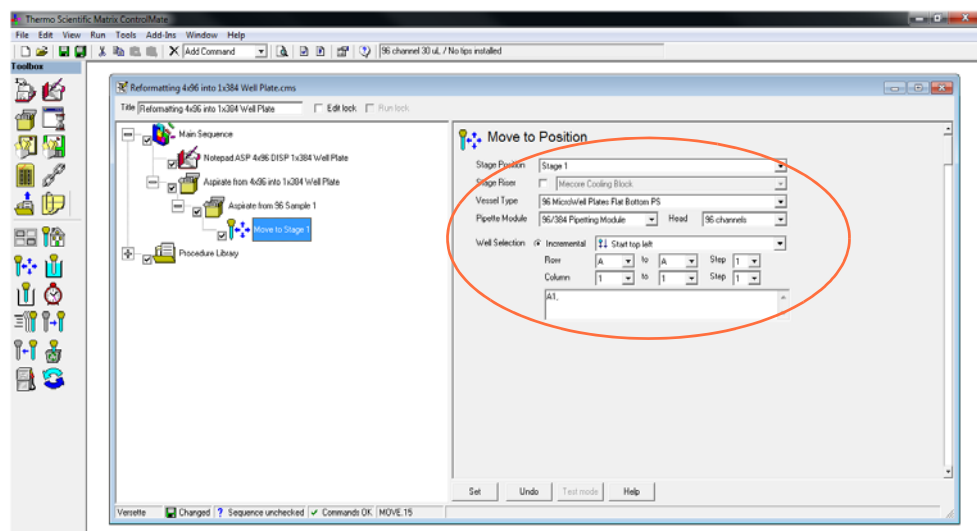 Thermo Scientific Matrix ControlMate
File Edit View Run Tools Add-Ins Window Help
Add Command
96 channel 30 uL / No tips installed
Toolbox
Reformatting 4x96 into 1x384 Well Plate.cms
Title Reformatting 4x96 into 1x384 Well Plate Edit lock Run lock
Main Sequence
Notepad ASP 4x96 DISP 1x384 Well Plate
Aspirate from 4x96 into 1x384 Well Plate
Aspirate from 96 Sample 1
Move to Stage 1
Procedure Library
Move to Position
Stage Position Stage 1
Stage Riser Mecore Cooling Block
Vessel Type 96 MicroWell Plates Flat Bottom PS
Pipette Module 96/384 Pipetting Module Head 96 channels
Well Selection Incremental Start top left
Row A to A Step 1
Column 1 to 1 Step 1
A1,
Set Undo Test mode Help
Versette Changed Sequence unchecked Commands OK MOVE.15